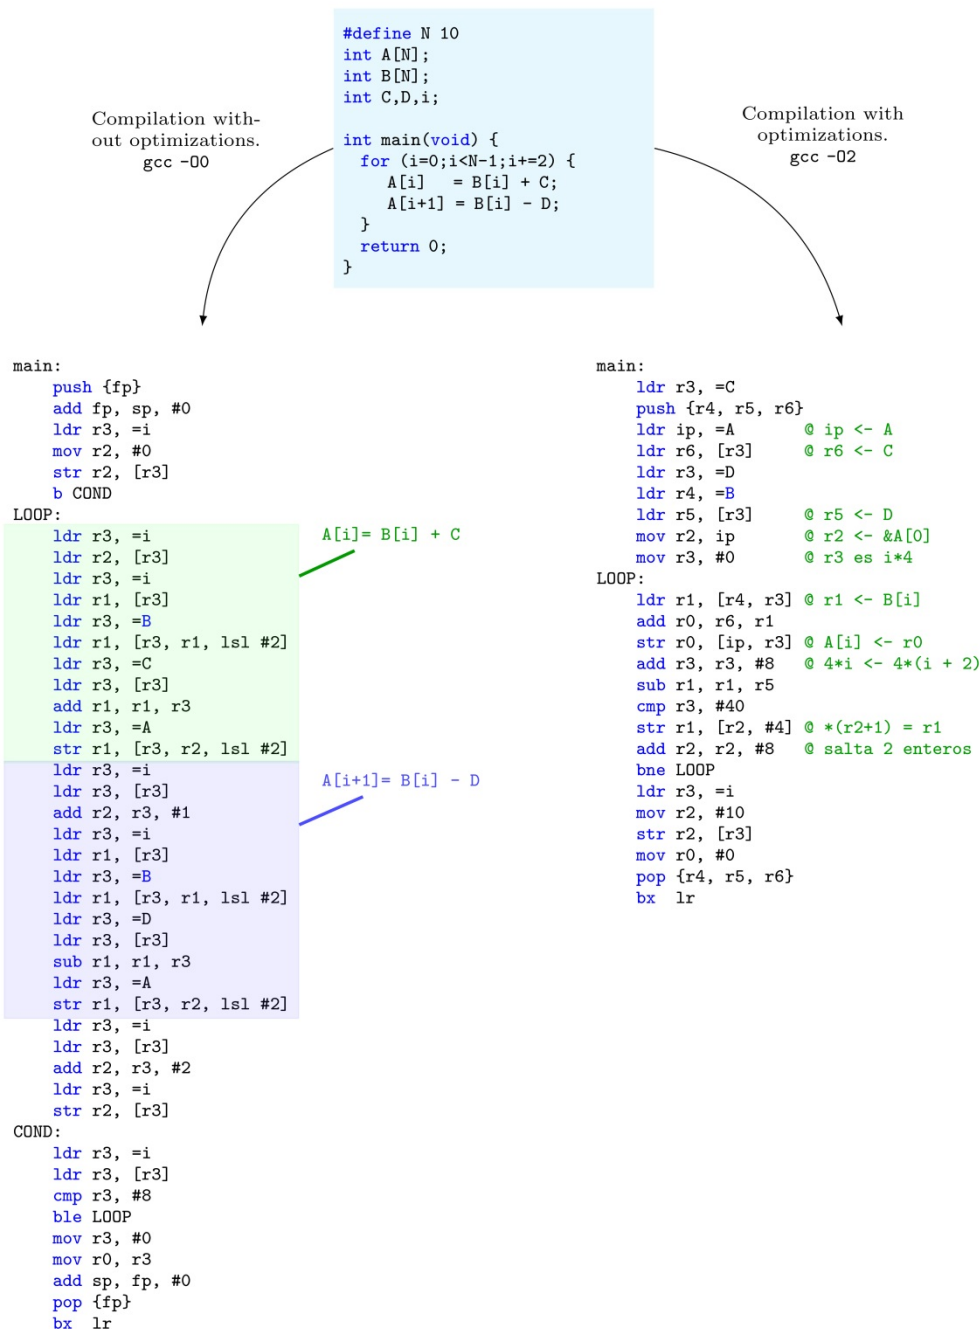 #define N 10
int A[N];
int B[N];
int C,D,i;
int main(void) {
for (i=0;i<N-1;i+=2) {
A[i]   = B[i] + C;
A[i+1] = B[i] - D;
}
return 0;
}
Compilation with-
out optimizations.
gcc -O0
Compilation with
optimizations.
gcc -O2
main:
push {fp}
add fp, sp, #0
ldr r3, =i
mov r2, #0
str r2, [r3]
b COND
LOOP:
ldr r3, =i
ldr r2, [r3]
ldr r3, =i
ldr r1, [r3]
ldr r3, =B
ldr r1, [r3, r1, lsl #2]
ldr r3, =C
ldr r3, [r3]
add r1, r1, r3
ldr r3, =A
str r1, [r3, r2, lsl #2]
A[i]= B[i] + C
ldr r3, =i
ldr r3, [r3]
add r2, r3, #1
ldr r3, =i
ldr r1, [r3]
ldr r3, =B
ldr r1, [r3, r1, lsl #2]
ldr r3, =D
ldr r3, [r3]
sub r1, r1, r3
ldr r3, =A
str r1, [r3, r2, lsl #2]
A[i+1]= B[i] - D
ldr r3, =i
ldr r3, [r3]
add r2, r3, #2
ldr r3, =i
str r2, [r3]
COND:
ldr r3, =i
ldr r3, [r3]
cmp r3, #8
ble LOOP
mov r3, #0
mov r0, r3
add sp, fp, #0
pop {fp}
bx  lr
main:
ldr r3, =C
push {r4, r5, r6}
ldr ip, =A @ ip <- A
ldr r6, [r3] @ r6 <- C
ldr r3, =D
ldr r4, =B
ldr r5, [r3] @ r5 <- D
mov r2, ip @ r2 <- &A[0]
mov r3, #0 @ r3 es i*4
LOOP:
ldr r1, [r4, r3] @ r1 <- B[i]
add r0, r6, r1
str r0, [ip, r3] @ A[i] <- r0
add r3, r3, #8 @ 4*i <- 4*(i + 2)
sub r1, r1, r5
cmp r3, #40
str r1, [r2, #4] @ *(r2+1) = r1
add r2, r2, #8 @ salta 2 enteros
bne LOOP
ldr r3, =i
mov r2, #10
str r2, [r3]
mov r0, #0
pop {r4, r5, r6}
bx  lr